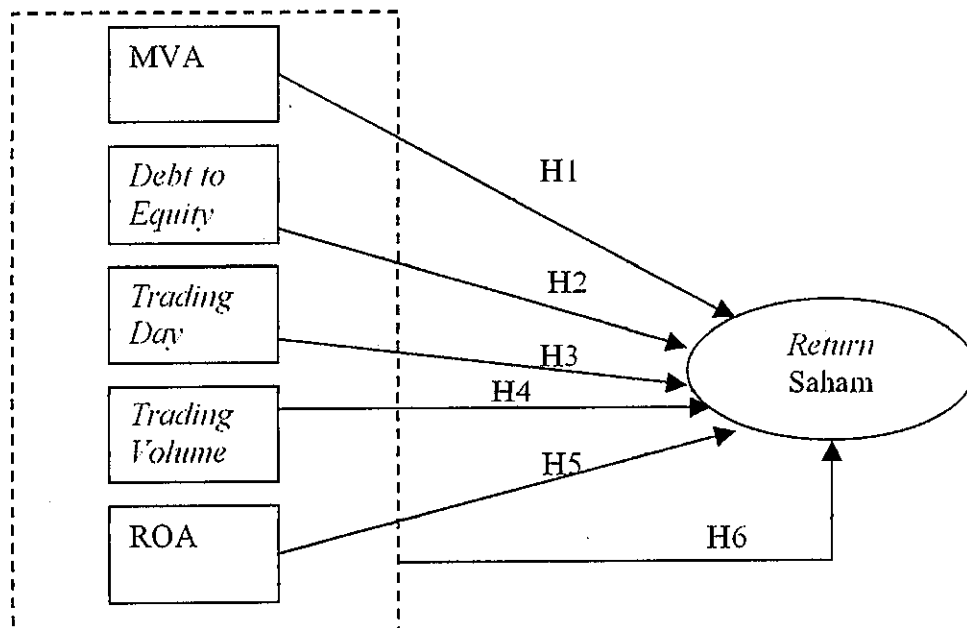 MVA
H1
Debt to
Equity
H2
Trading
Day
H3
Return
Saham
H4
Trading
Volume
H5
ROA
H6